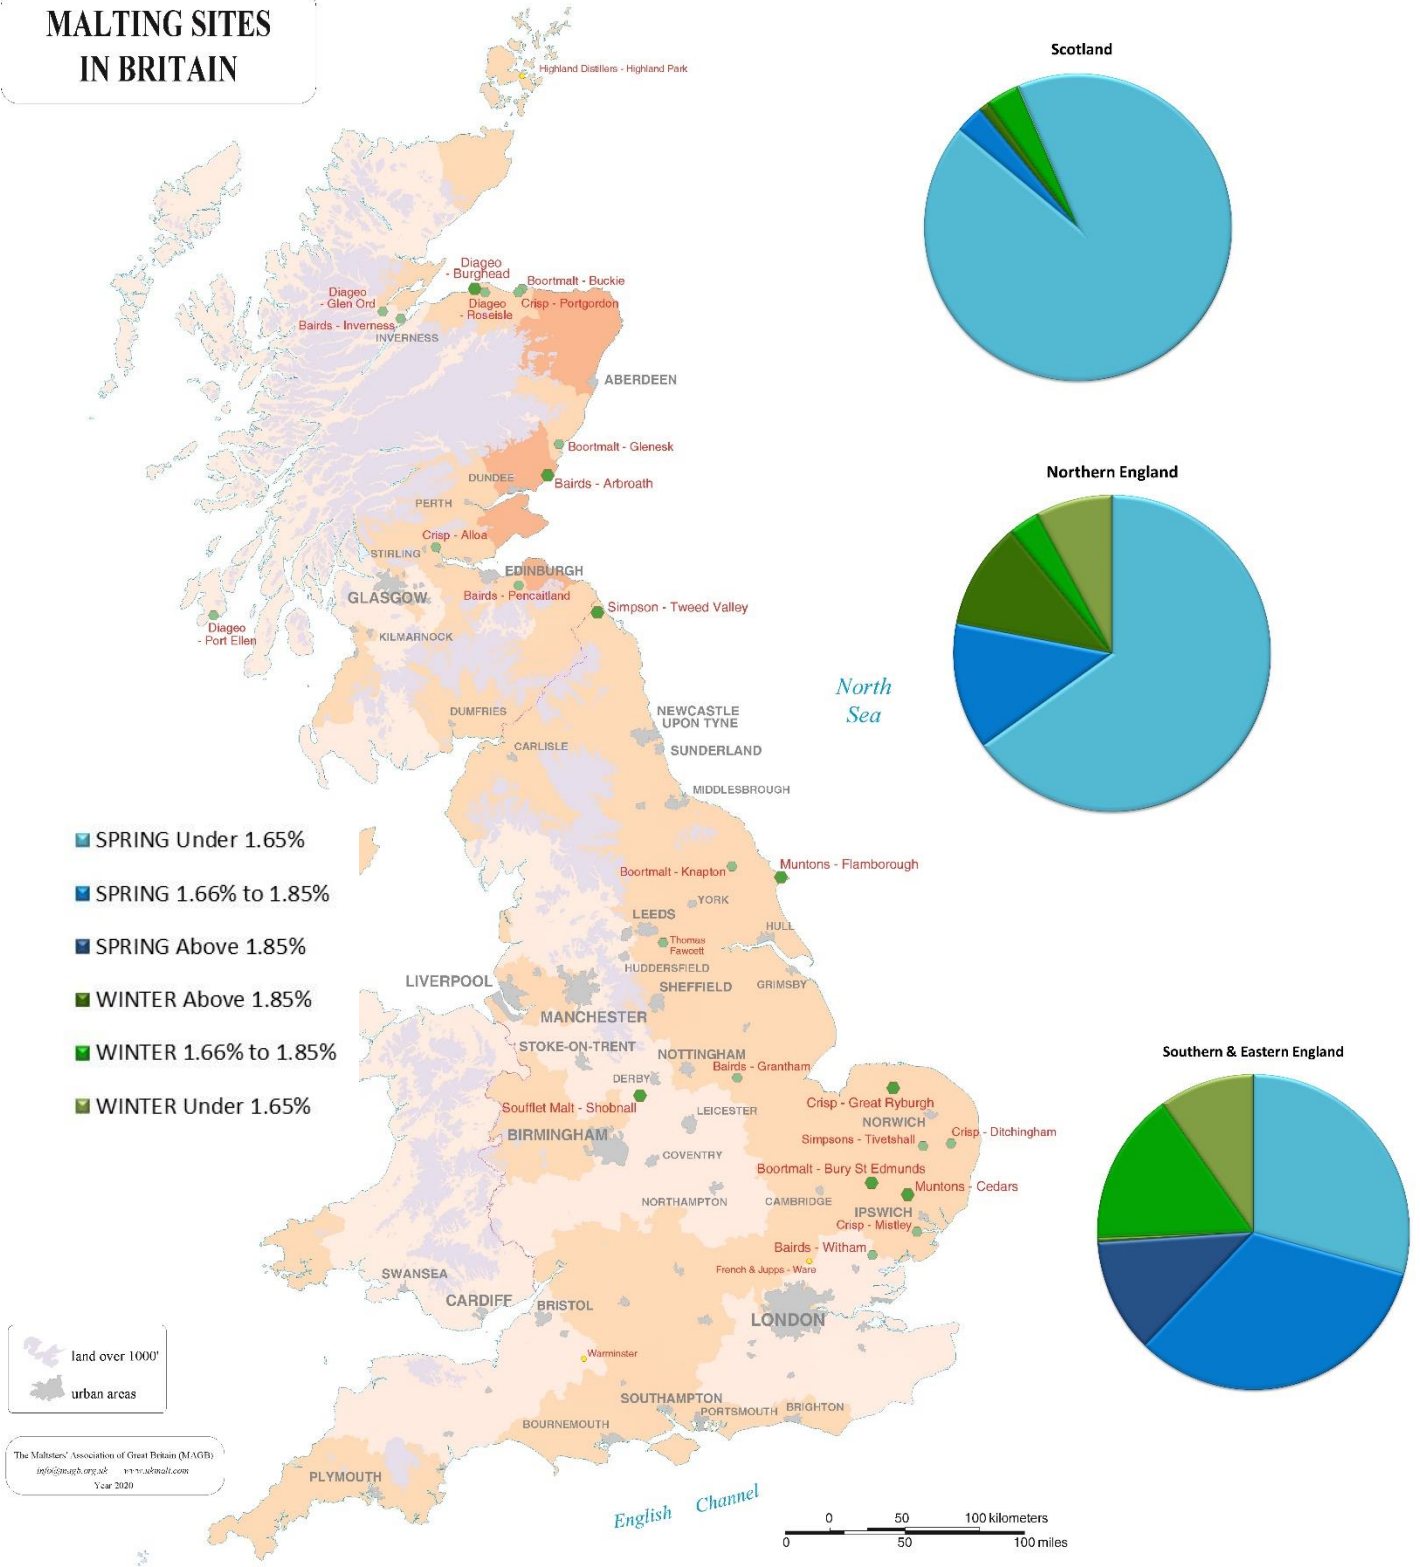 MALTING SITES
IN BRITAIN
Scotland
Highland Distillers - Highland Park
Diageo
- Burghead
Boortmalt - Buckie
Diageo
- Glen Ord
Diageo
- Roseisle
Crisp - Portgordon
Bairds - Inverness
INVERNESS
ABERDEEN
Boortmalt - Glenesk
Northern England
DUNDEE
Bairds - Arbroath
PERTH
Crisp - Alloa
STIRLING
EDINBURGH
GLASGOW
Bairds - Pencaitland
Simpson - Tweed Valley
Diageo
- Port Ellen
KILMARNOCK
North
Sea
DUMFRIES
NEWCASTLE
UPON TYNE
CARLISLE
SUNDERLAND
MIDDLESBROUGH
SPRING Under 1.65%
SPRING 1.66% to 1.85%
SPRING Above 1.85%
WINTER Above 1.85%
WINTER 1.66% to 1.85%
WINTER Under 1.65%
Boortmalt - Knapton
Muntons - Flamborough
YORK
LEEDS
HULL
Thomas
Fawcett
HUDDERSFIELD
LIVERPOOL
SHEFFIELD
GRIMSBY
MANCHESTER
STOKE-ON-TRENT
NOTTINGHAM
Southern & Eastern England
Bairds - Grantham
DERBY
Soufflet Malt - Shobnall
LEICESTER
Crisp - Great Ryburgh
NORWICH
BIRMINGHAM
Simpsons - Tivetshall
Crisp - Ditchingham
COVENTRY
Boortmalt - Bury St Edmunds
Muntons - Cedars
NORTHAMPTON
CAMBRIDGE
IPSWICH
Crisp - Mistley
Bairds - Witham
French & Jupps - Ware
SWANSEA
CARDIFF
BRISTOL
LONDON
Warminster
land over 1000'
urban areas
SOUTHAMPTON
PORTSMOUTH
BRIGHTON
BOURNEMOUTH
The Maltsters' Association of Great Britain (MAGB)
info@magb.org.uk www.ukmalt.com
Year 2020
PLYMOUTH
English Channel
0 50 100 kilometers
0 50 100 miles